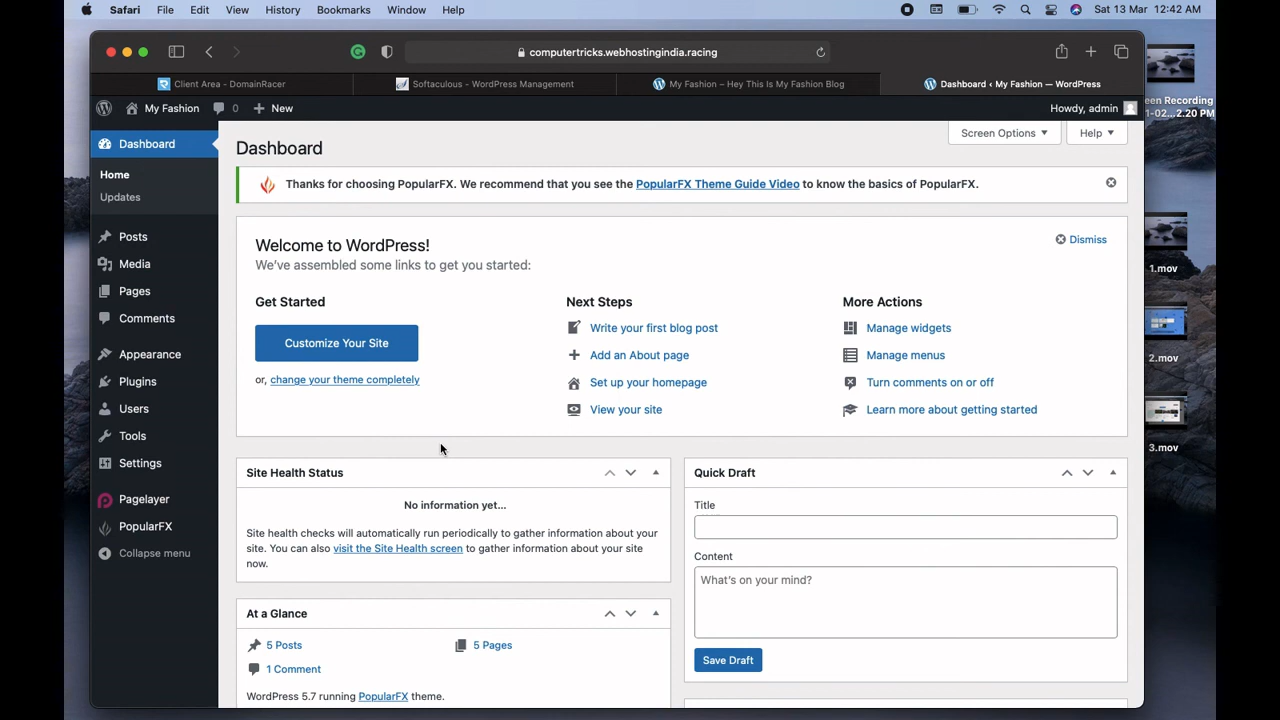 Safari File Edit View History Bookmarks Window Help Sat 13 Mar 12:42 AM
computertricks.webhostingindia.racing
Client Area - DomainRacer
Softaculous - WordPress Management
My Fashion – Hey This Is My Fashion Blog
Dashboard ‹ My Fashion — WordPress
My Fashion 0 New Howdy, admin
Screen Options Help
Dashboard
Home
Updates
Posts
Media
Pages
Comments
Appearance
Plugins
Users
Tools
Settings
Pagelayer
PopularFX
Collapse menu
Dashboard
Thanks for choosing PopularFX. We recommend that you see the PopularFX Theme Guide Video to know the basics of PopularFX.
Welcome to WordPress!
Dismiss
We've assembled some links to get you started:
Get Started
Customize Your Site
or, change your theme completely
Next Steps
Write your first blog post
Add an About page
Set up your homepage
View your site
More Actions
Manage widgets
Manage menus
Turn comments on or off
Learn more about getting started
Site Health Status
No information yet...
Site health checks will automatically run periodically to gather information about your
site. You can also visit the Site Health screen to gather information about your site
now.
At a Glance
5 Posts
5 Pages
1 Comment
WordPress 5.7 running PopularFX theme.
Quick Draft
Title
Content
What's on your mind?
Save Draft
Recording
2.20 PM
1.mov
2.mov
3.mov